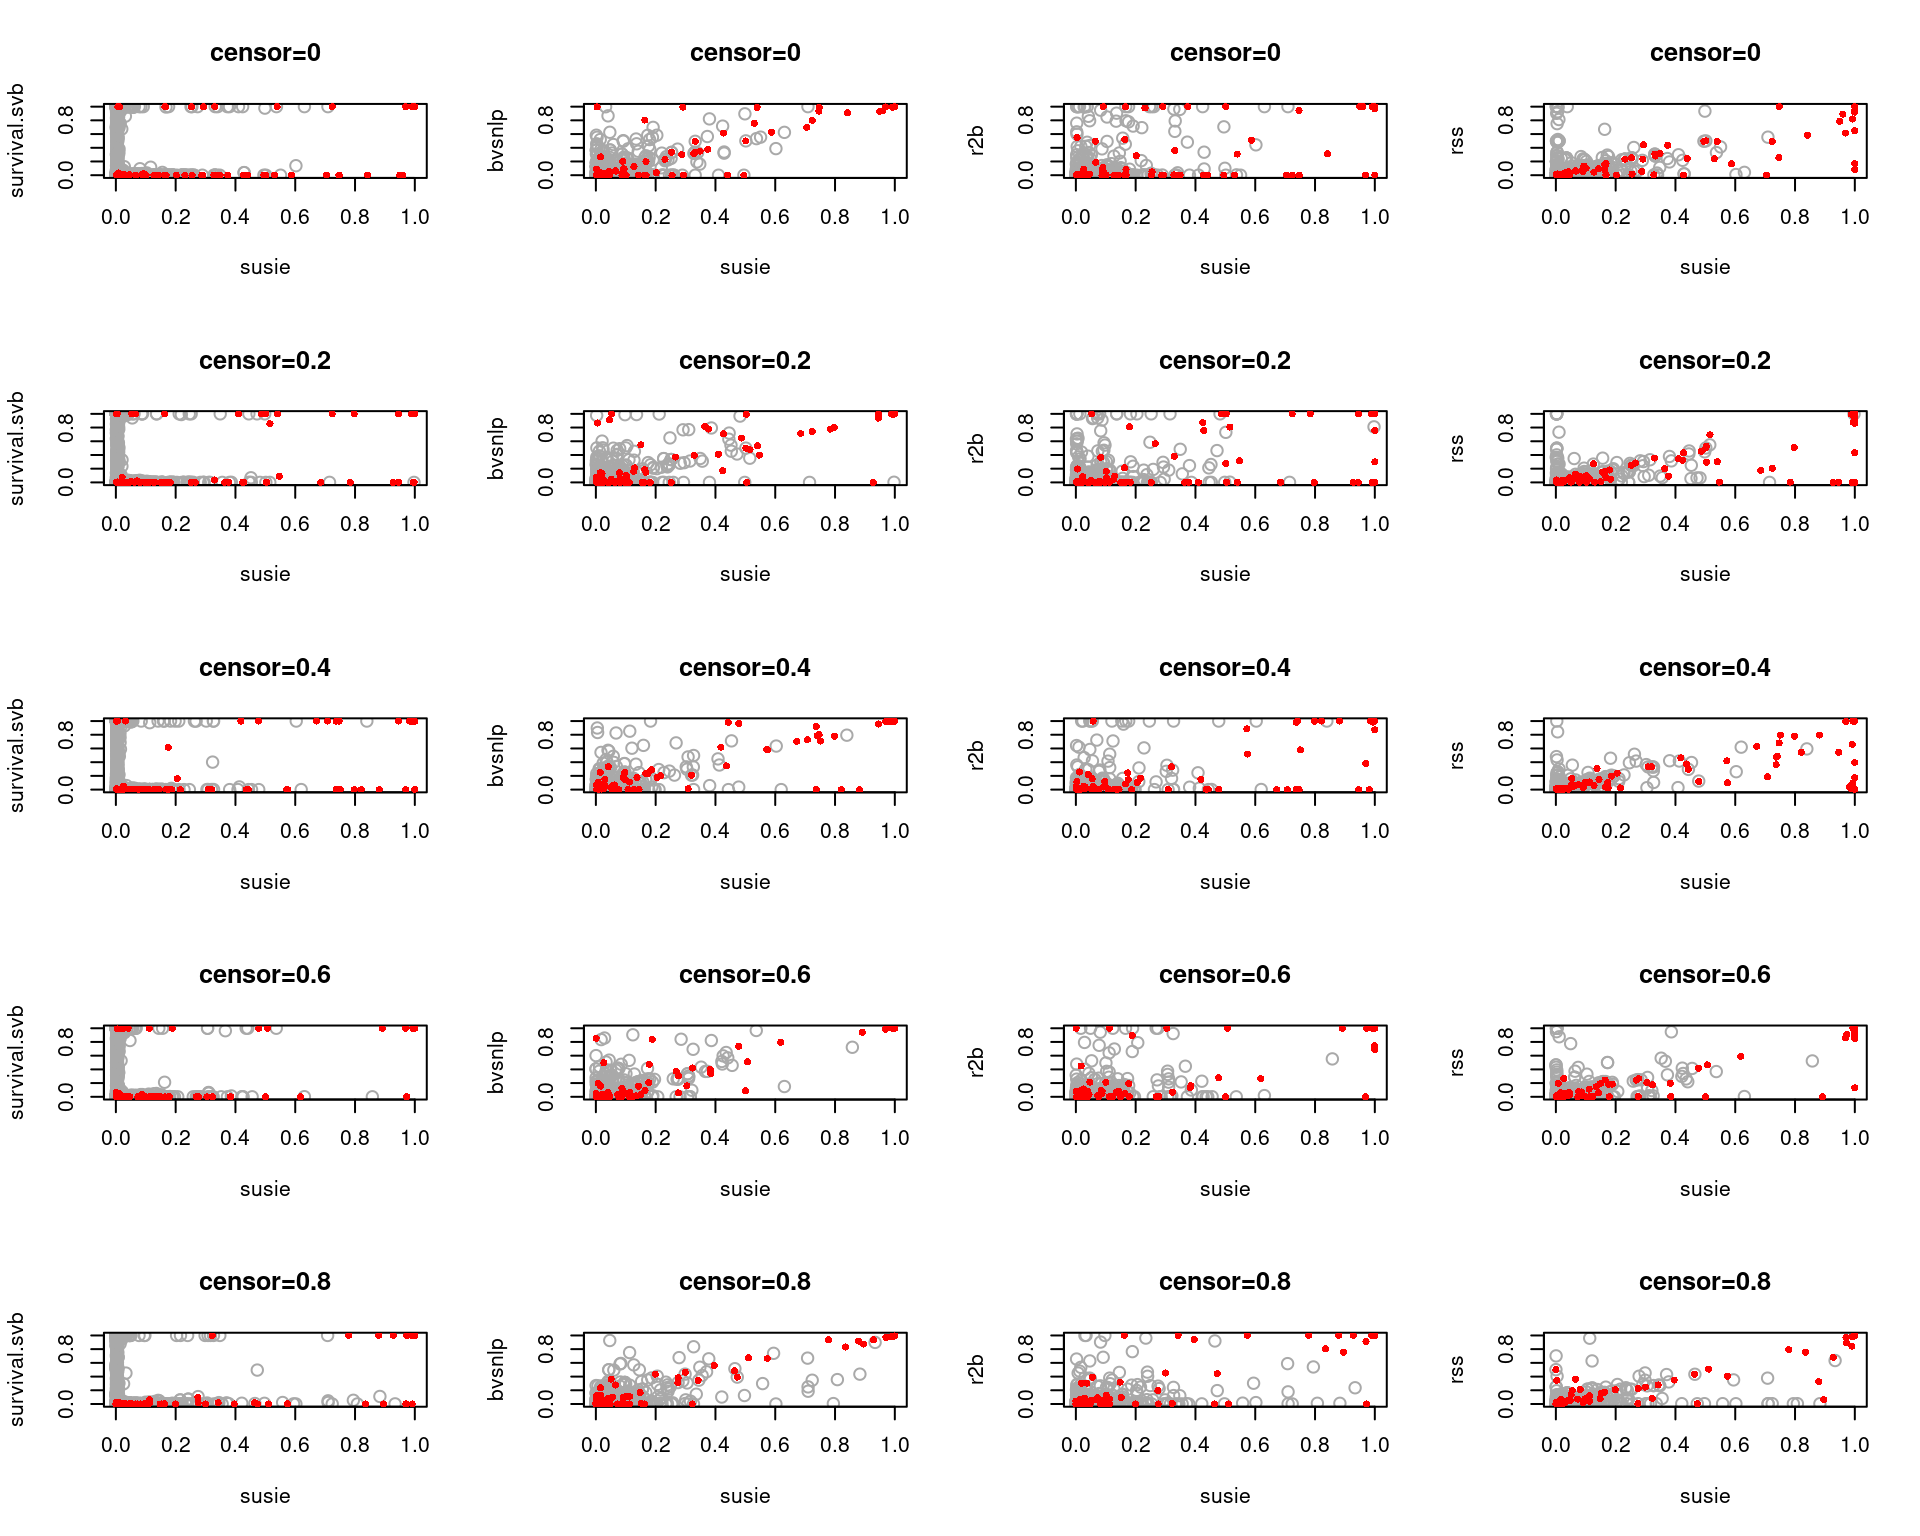 censor=0 censor=0 censor=0 censor=0
survival.svb 0.0 0.8 bvsnlp 0.0 0.8 r2b 0.0 0.8 rss 0.0 0.8
0.0 0.2 0.4 0.6 0.8 1.0 0.0 0.2 0.4 0.6 0.8 1.0 0.0 0.2 0.4 0.6 0.8 1.0 0.0 0.2 0.4 0.6 0.8 1.0
susie susie susie susie
censor=0.2 censor=0.2 censor=0.2 censor=0.2
survival.svb 0.0 0.8 bvsnlp 0.0 0.8 r2b 0.0 0.8 rss 0.0 0.8
0.0 0.2 0.4 0.6 0.8 1.0 0.0 0.2 0.4 0.6 0.8 1.0 0.0 0.2 0.4 0.6 0.8 1.0 0.0 0.2 0.4 0.6 0.8 1.0
susie susie susie susie
censor=0.4 censor=0.4 censor=0.4 censor=0.4
survival.svb 0.0 0.8 bvsnlp 0.0 0.8 r2b 0.0 0.8 rss 0.0 0.8
0.0 0.2 0.4 0.6 0.8 1.0 0.0 0.2 0.4 0.6 0.8 1.0 0.0 0.2 0.4 0.6 0.8 1.0 0.0 0.2 0.4 0.6 0.8 1.0
susie susie susie susie
censor=0.6 censor=0.6 censor=0.6 censor=0.6
survival.svb 0.0 0.8 bvsnlp 0.0 0.8 r2b 0.0 0.8 rss 0.0 0.8
0.0 0.2 0.4 0.6 0.8 1.0 0.0 0.2 0.4 0.6 0.8 1.0 0.0 0.2 0.4 0.6 0.8 1.0 0.0 0.2 0.4 0.6 0.8 1.0
susie susie susie susie
censor=0.8 censor=0.8 censor=0.8 censor=0.8
survival.svb 0.0 0.8 bvsnlp 0.0 0.8 r2b 0.0 0.8 rss 0.0 0.8
0.0 0.2 0.4 0.6 0.8 1.0 0.0 0.2 0.4 0.6 0.8 1.0 0.0 0.2 0.4 0.6 0.8 1.0 0.0 0.2 0.4 0.6 0.8 1.0
susie susie susie susie